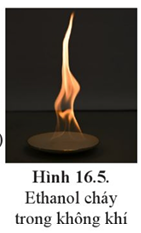 )
Hình 16.5.
Ethanol cháy
trong không khí